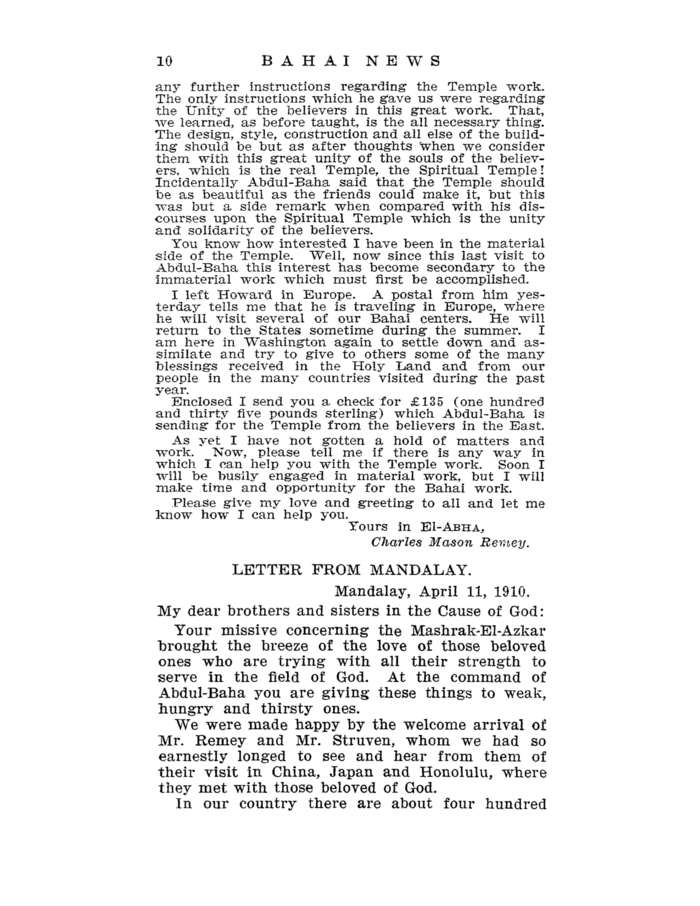 10 BAHAI NEWS
any further instructions regarding the Temple work.
The only instructions which he gave us were regarding
the Unity of the believers in this great work. That,
we learned, as before taught, is the all necessary thing.
The design, style, construction and all else of the build-
ing should be but as after thoughts when we consider
them with this great unity of the souls of the believ-
ers, which is the real Temple, the Spiritual Temple!
Incidentally Abdul-Baha said that the Temple should
be as beautiful as the friends could make it, but this
was but a side remark when compared with his dis-
courses upon the Spiritual Temple which is the unity
and solidarity of the believers.
You know how interested I have been in the material
side of the Temple. Well, now since this last visit to
Abdul-Baha this interest has become secondary to the
immaterial work which must first be accomplished.
I left Howard in Europe. A postal from him yes-
terday tells me that he is traveling in Europe, where
he will visit several of our Bahai centers. He will
return to the States sometime during the summer. I
am here in Washington again to settle down and as-
similate and try to give to others some of the many
blessings received in the Holy Land and from our
people in the many countries visited during the past
year.
Enclosed I send you a check for £135 (one hundred
and thirty five pounds sterling) which Abdul-Baha is
sending for the Temple from the believers in the East.
As yet I have not gotten a hold of matters and
work. Now, please tell me if there is any way in
which I can help you with the Temple work. Soon I
will be busily engaged in material work, but I will
make time and opportunity for the Bahai work.
Please give my love and greeting to all and let me
know how I can help you.
Yours in El-ABHA,
Charles Mason Remey.
LETTER FROM MANDALAY.
Mandalay, April 11, 1910.
My dear brothers and sisters in the Cause of God:
Your missive concerning the Mashrak-El-Azkar
brought the breeze of the love of those beloved
ones who are trying with all their strength to
serve in the field of God. At the command of
Abdul-Baha you are giving these things to weak,
hungry and thirsty ones.
We were made happy by the welcome arrival of
Mr. Remey and Mr. Struven, whom we had so
earnestly longed to see and hear from them of
their visit in China, Japan and Honolulu, where
they met with those beloved of God.
In our country there are about four hundred